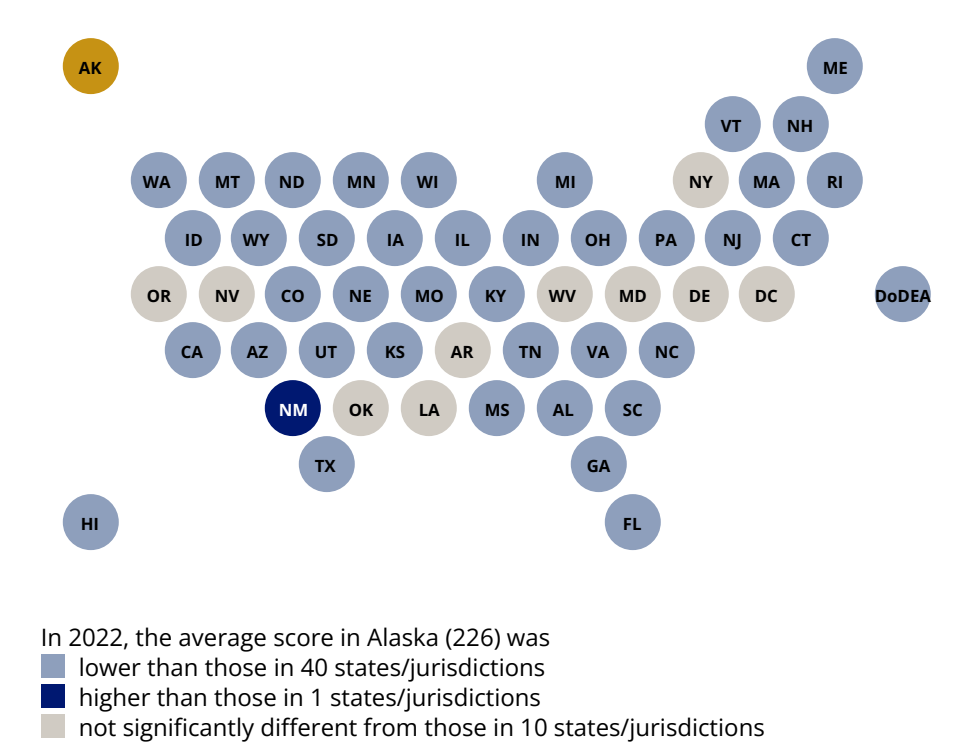 AK
ME
VT NH
WA MT ND MN WI MI NY MA RI
ID WY SD IA IL IN OH PA NJ CT
OR NV CO NE MO KY WV MD DE DC DoDEA
CA AZ UT KS AR TN VA NC
NM OK LA MS AL SC
TX GA
HI FL
In 2022, the average score in Alaska (226) was
lower than those in 40 states/jurisdictions
higher than those in 1 states/jurisdictions
not significantly different from those in 10 states/jurisdictions